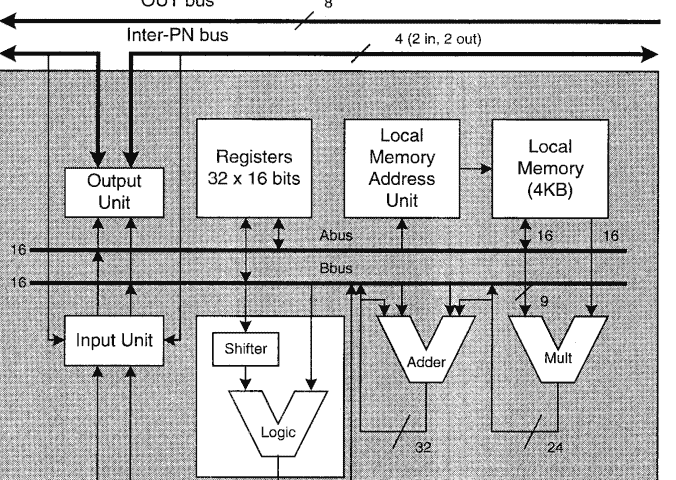 OUT bus
8
Inter-PN bus
4 (2 in, 2 out)
Output
Unit
Registers
32 x 16 bits
Local
Memory
Address
Unit
Local
Memory
(4KB)
16
Abus
16
16
16
Bbus
9
Input Unit
Shifter
Logic
Adder
Mult
32
24